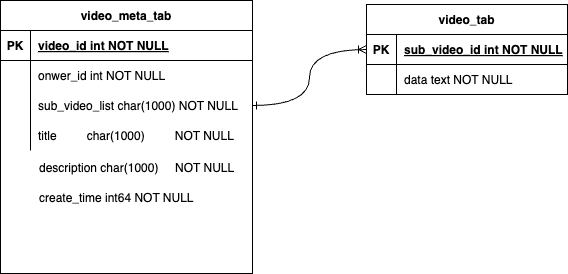 video_meta_tab
PK video_id int NOT NULL
onwer_id int NOT NULL
sub_video_list char(1000) NOT NULL
title char(1000) NOT NULL
description char(1000) NOT NULL
create_time int64 NOT NULL
video_tab
PK sub_video_id int NOT NULL
data text NOT NULL